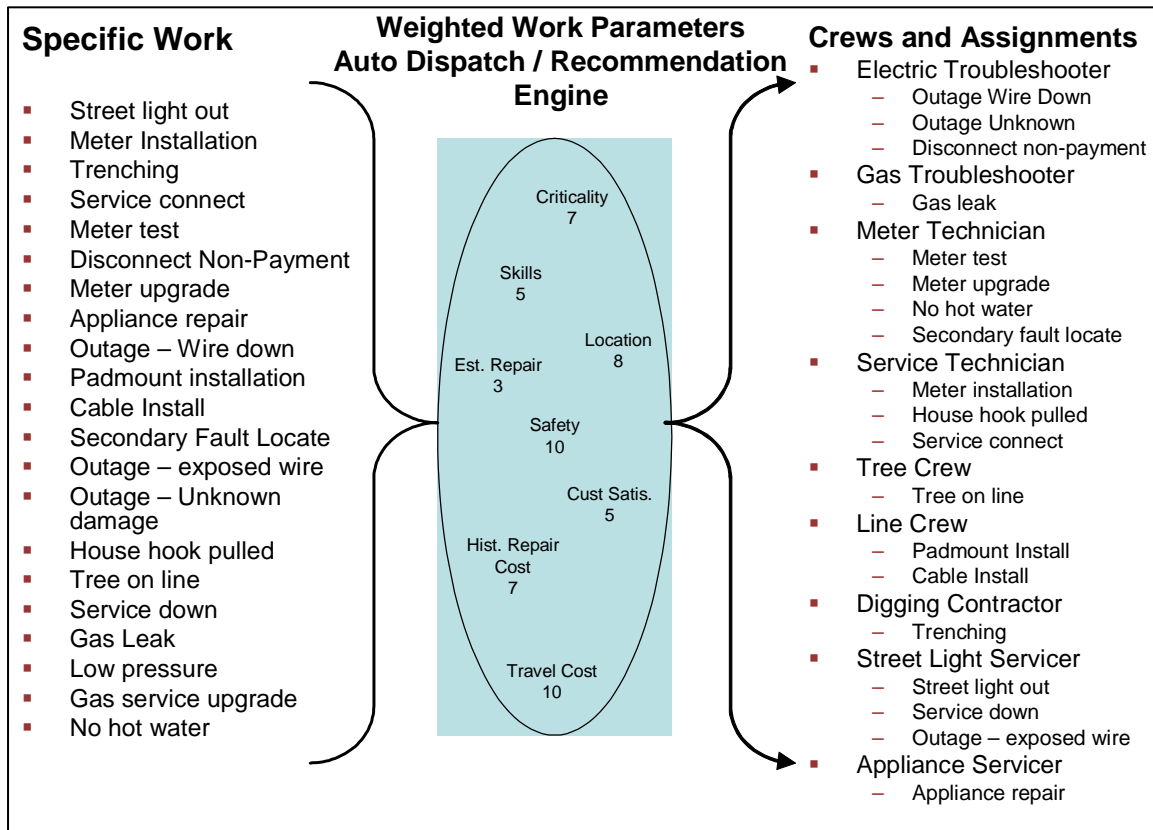 Specific Work
Street light out
Meter Installation
Trenching
Service connect
Meter test
Disconnect Non-Payment
Meter upgrade
Appliance repair
Outage – Wire down
Padmount installation
Cable Install
Secondary Fault Locate
Outage – exposed wire
Outage – Unknown
damage
House hook pulled
Tree on line
Service down
Gas Leak
Low pressure
Gas service upgrade
No hot water
Weighted Work Parameters
Auto Dispatch / Recommendation
Engine
Criticality
7
Skills
5
Location
8
Est. Repair
3
Safety
10
Cust Satis.
5
Hist. Repair
Cost
7
Travel Cost
10
Crews and Assignments
Electric Troubleshooter
– Outage Wire Down
– Outage Unknown
– Disconnect non-payment
Gas Troubleshooter
– Gas leak
Meter Technician
– Meter test
– Meter upgrade
– No hot water
– Secondary fault locate
Service Technician
– Meter installation
– House hook pulled
– Service connect
Tree Crew
– Tree on line
Line Crew
– Padmount Install
– Cable Install
Digging Contractor
– Trenching
Street Light Servicer
– Street light out
– Service down
– Outage – exposed wire
Appliance Servicer
– Appliance repair